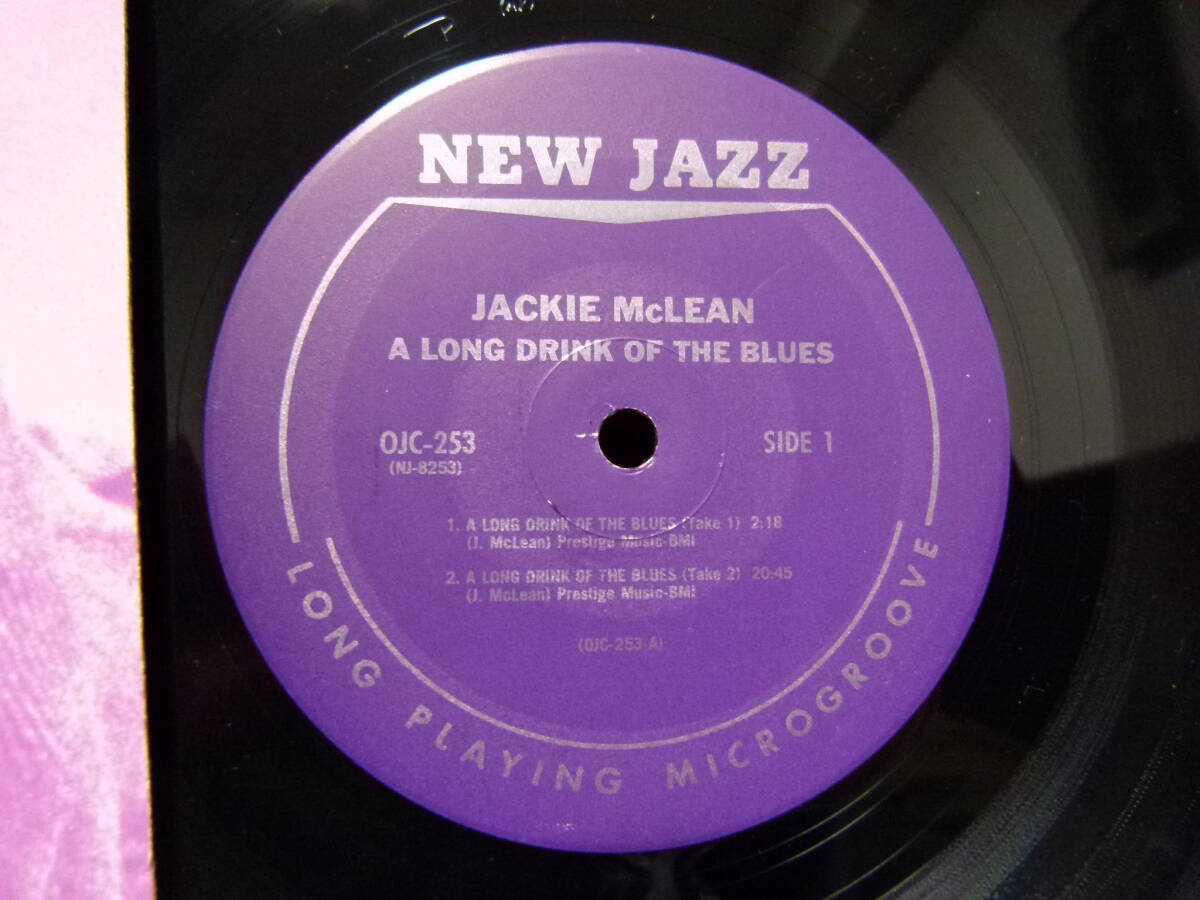 NEW JAZZ
JACKIE McLEAN
A LONG DRINK OF THE BLUES
OJC-253
(NJ-8253)
SIDE 1
1. A LONG DRINK OF THE BLUES (Take 1) 2:18
(J. McLean) Prestige Music-BMI
2. A LONG DRINK OF THE BLUES (Take 2) 20:45
(J. McLean) Prestige Music-BMI
(OJC-253-A)
LONG PLAYING MICROGROOVE